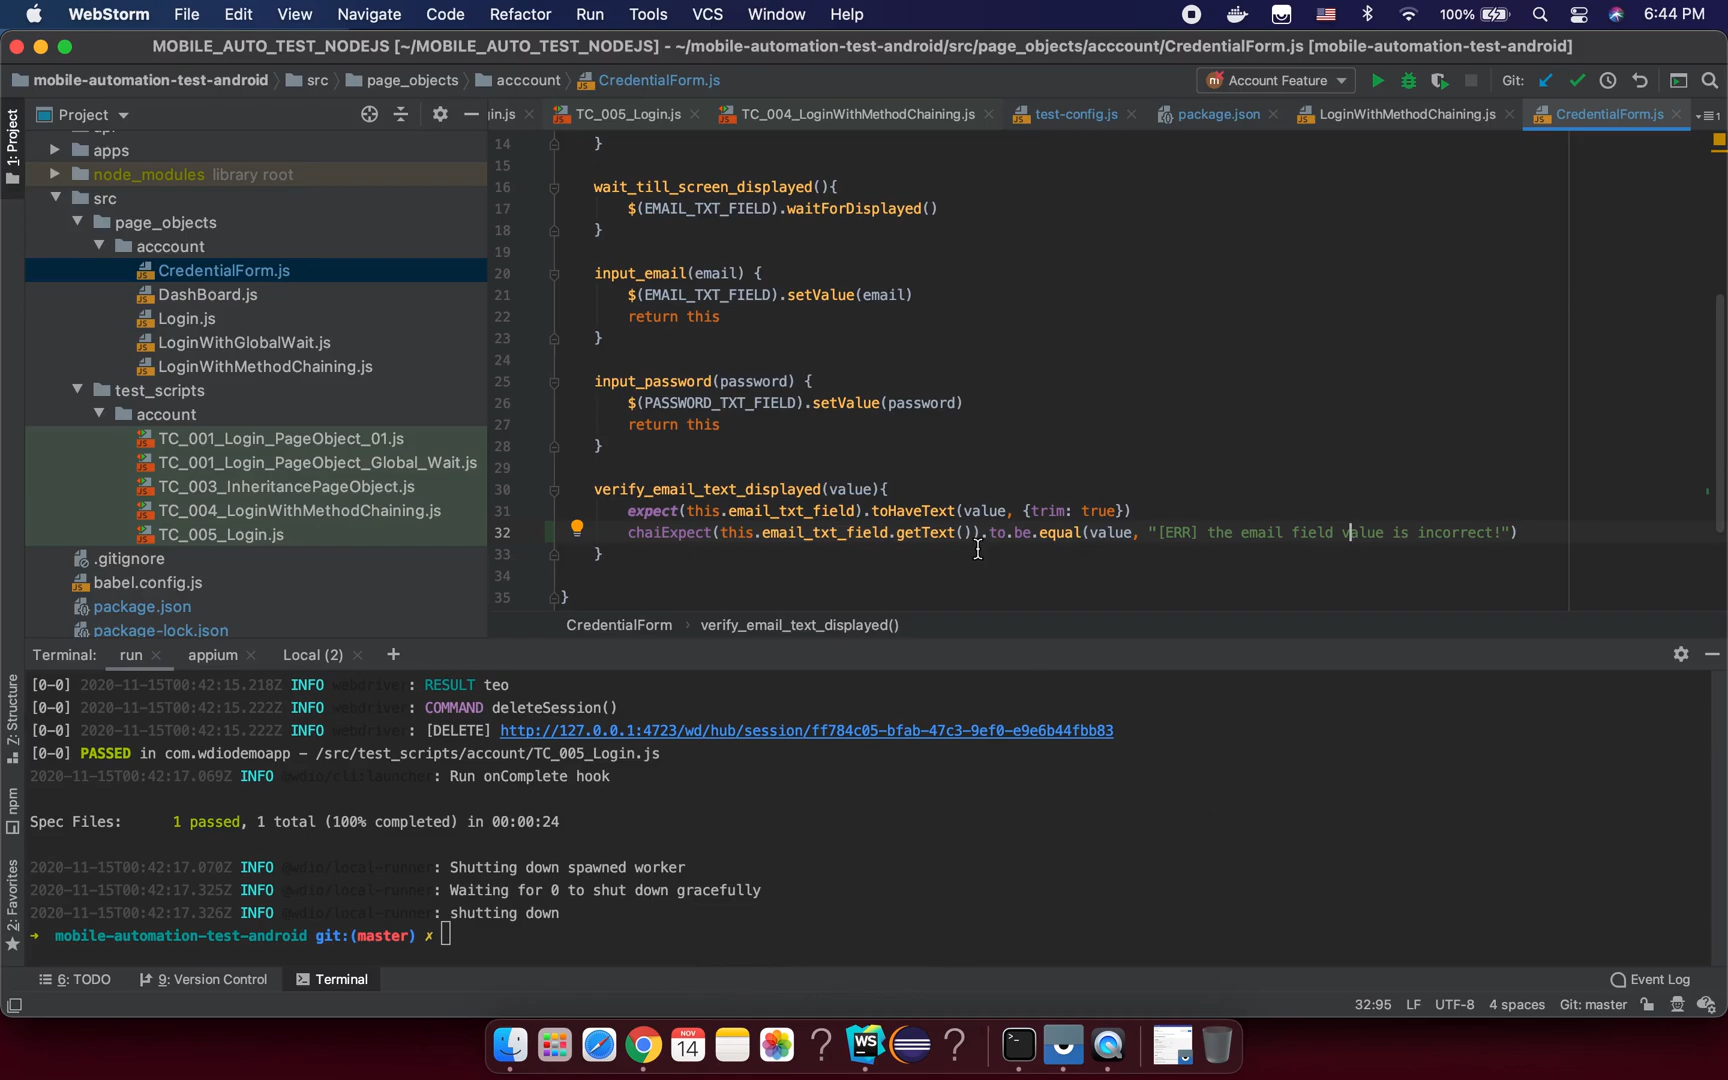 WebStorm File Edit View Navigate Code Refactor Run Tools VCS Window Help 100% 6:44 PM
MOBILE_AUTO_TEST_NODEJS [~/MOBILE_AUTO_TEST_NODEJS] - ~/mobile-automation-test-android/src/page_objects/acccount/CredentialForm.js [mobile-automation-test-android]
mobile-automation-test-android src page_objects acccount CredentialForm.js Account Feature Git:
1: Project
Project
in.js TC_005_Login.js TC_004_LoginWithMethodChaining.js test-config.js package.json LoginWithMethodChaining.js CredentialForm.js
apps
node_modules library root
src
page_objects
acccount
CredentialForm.js
DashBoard.js
Login.js
LoginWithGlobalWait.js
LoginWithMethodChaining.js
test_scripts
account
TC_001_Login_PageObject_01.js
TC_001_Login_PageObject_Global_Wait.js
TC_003_InheritancePageObject.js
TC_004_LoginWithMethodChaining.js
TC_005_Login.js
.gitignore
babel.config.js
package.json
package-lock.json
14 }
15
16 wait_till_screen_displayed(){
17 $(EMAIL_TXT_FIELD).waitForDisplayed()
18 }
19
20 input_email(email) {
21 $(EMAIL_TXT_FIELD).setValue(email)
22 return this
23 }
24
25 input_password(password) {
26 $(PASSWORD_TXT_FIELD).setValue(password)
27 return this
28 }
29
30 verify_email_text_displayed(value){
31 expect(this.email_txt_field).toHaveText(value, {trim: true})
32 chaiExpect(this.email_txt_field.getText()).to.be.equal(value, "[ERR] the email field value is incorrect!")
33 }
34
35 }
CredentialForm › verify_email_text_displayed()
Terminal: run appium Local (2) +
[0-0] 2020-11-15T00:42:15.218Z INFO webdriver: RESULT teo
[0-0] 2020-11-15T00:42:15.222Z INFO webdriver: COMMAND deleteSession()
[0-0] 2020-11-15T00:42:15.222Z INFO webdriver: [DELETE] http://127.0.0.1:4723/wd/hub/session/ff784c05-bfab-47c3-9ef0-e9e6b44fbb83
[0-0] PASSED in com.wdiodemoapp - /src/test_scripts/account/TC_005_Login.js
2020-11-15T00:42:17.069Z INFO @wdio/cli:launcher: Run onComplete hook
Spec Files: 1 passed, 1 total (100% completed) in 00:00:24
2020-11-15T00:42:17.070Z INFO @wdio/local-runner: Shutting down spawned worker
2020-11-15T00:42:17.325Z INFO @wdio/local-runner: Waiting for 0 to shut down gracefully
2020-11-15T00:42:17.326Z INFO @wdio/local-runner: shutting down
→ mobile-automation-test-android git:(master) ✗
Z: Structure
npm
2: Favorites
6: TODO 9: Version Control Terminal Event Log
32:95 LF UTF-8 4 spaces Git: master
NOV
14
WS